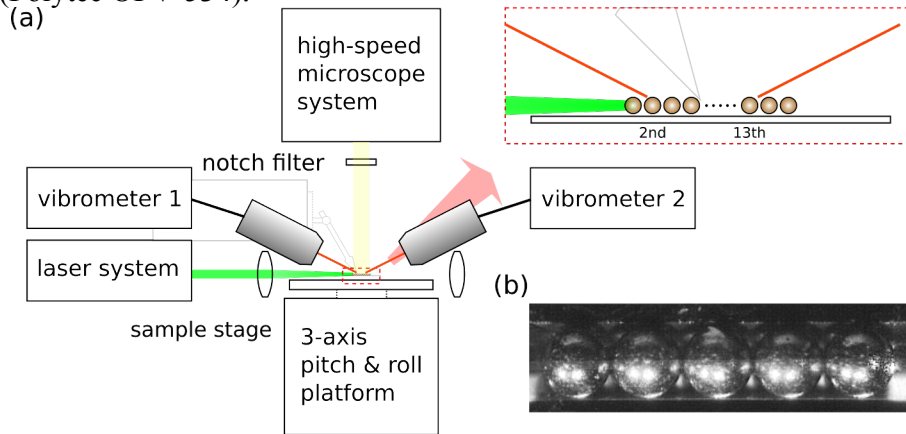 (a)
high-speed
microscope
system
2nd
13th
notch filter
vibrometer 1
vibrometer 2
laser system
(b)
sample stage
3-axis
pitch & roll
platform